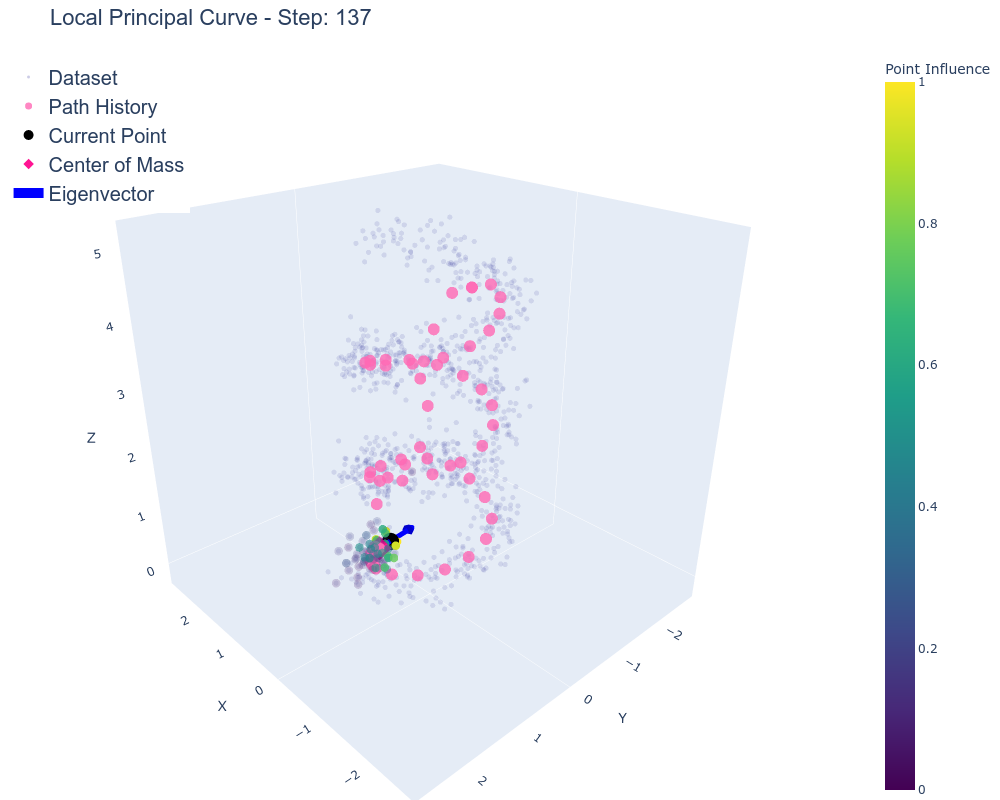 Local Principal Curve - Step: 137
Dataset
Path History
Current Point
Center of Mass
Eigenvector
Point Influence
1
0.8
0.6
0.4
0.2
0
5
4
3
2
1
0
Z
2
1
0
−1
−2
X
−2
−1
0
1
2
Y